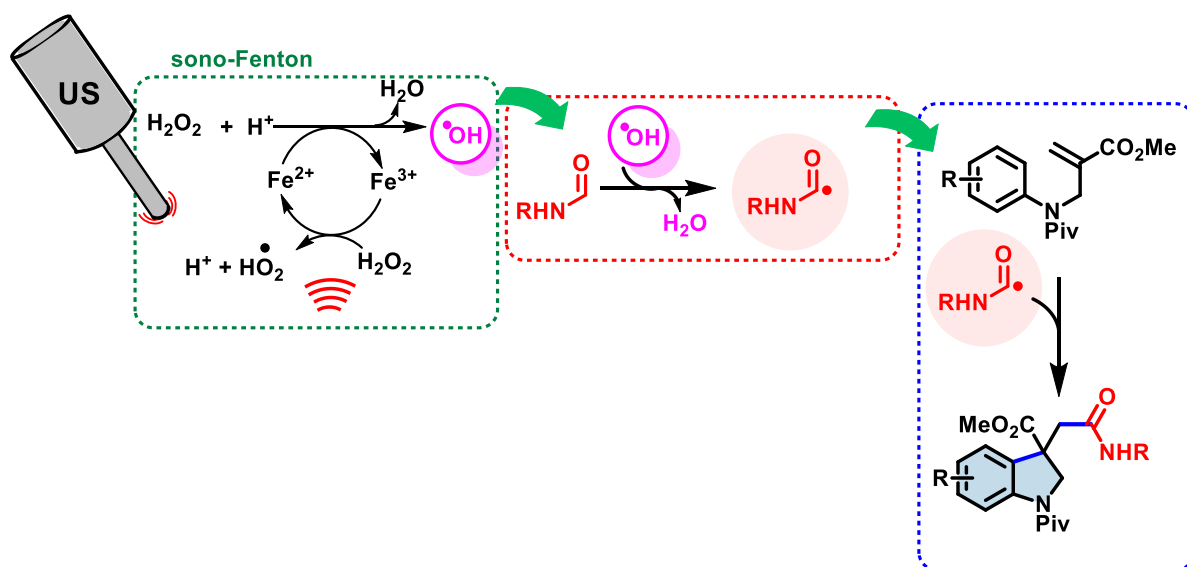 sono-Fenton
US
H₂O₂ + H⁺
H₂O
•OH
Fe²⁺
Fe³⁺
H⁺ + HO₂•
H₂O₂
RHN
O
•OH
H₂O
RHN
O
R
N
Piv
CO₂Me
RHN
O
MeO₂C
O
NHR
R
N
Piv